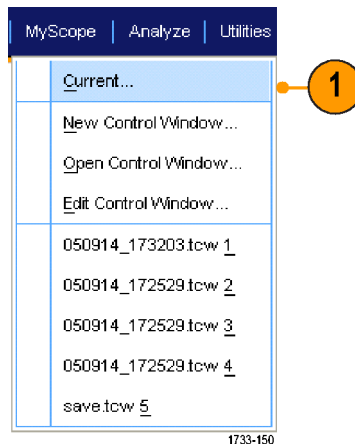 MyScope | Analyze | Utilities
Current...
1
New Control Window...
Open Control Window...
Edit Control Window...
050914_173203.tcw 1
050914_172529.tcw 2
050914_172529.tcw 3
050914_172529.tcw 4
save.tcw 5
1733-150